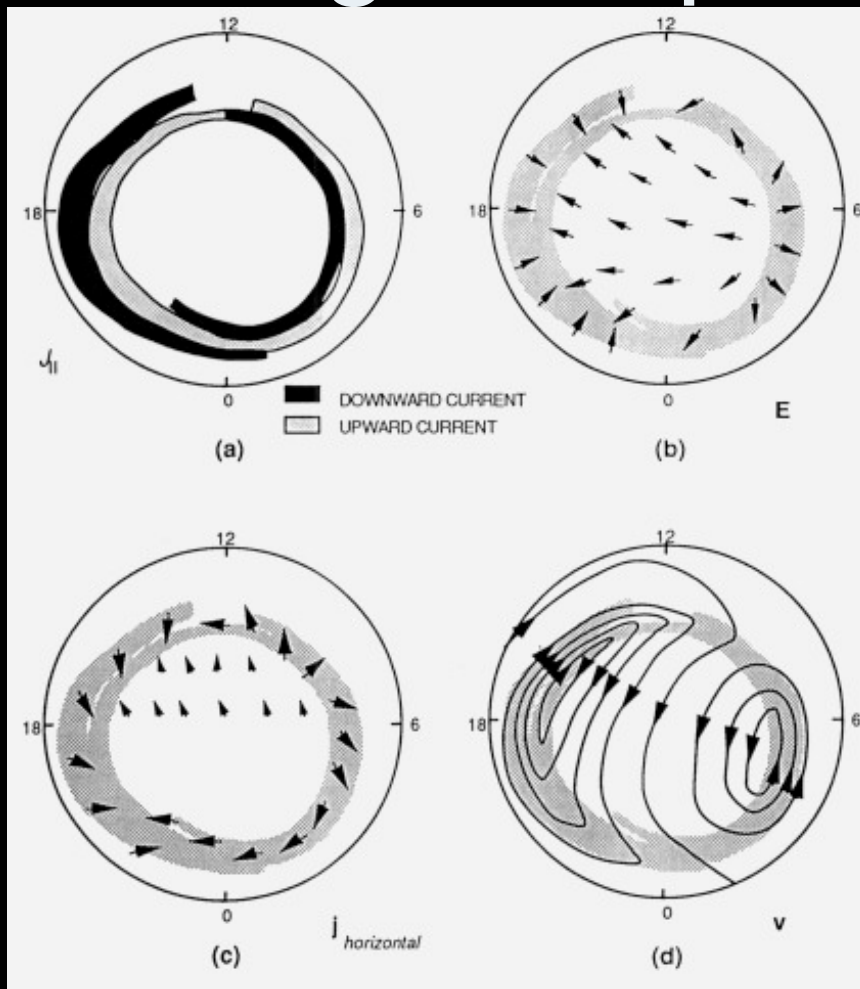 12
12
18
6
18
6
J||
0
0
E
DOWNWARD CURRENT
UPWARD CURRENT
(a)
(b)
12
12
18
6
18
6
0
0
j horizontal
v
(c)
(d)